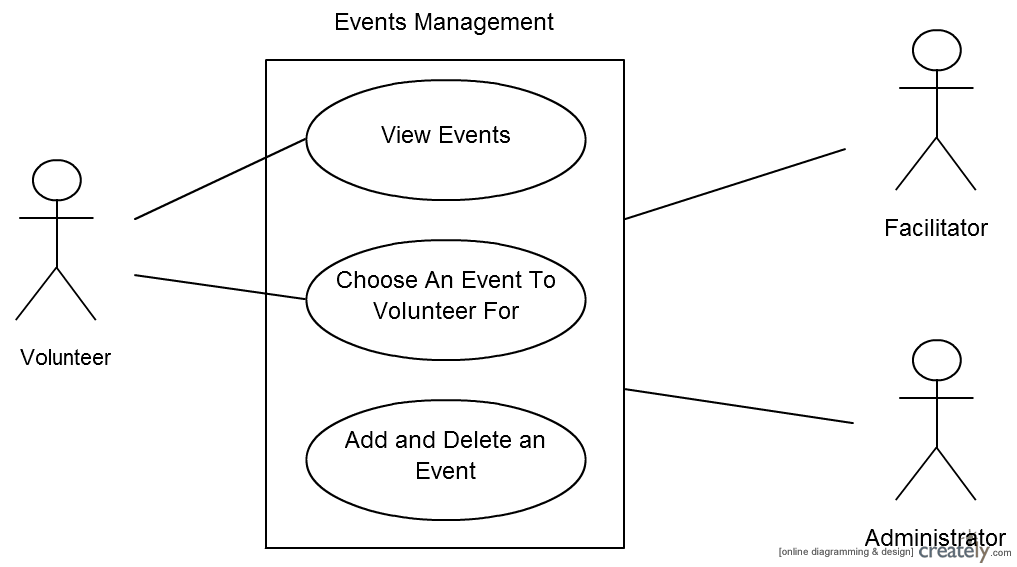 Events Management
View Events
Choose An Event To
Volunteer For
Add and Delete an
Event
Volunteer
Facilitator
Administrator
[online diagramming & design] creately.com